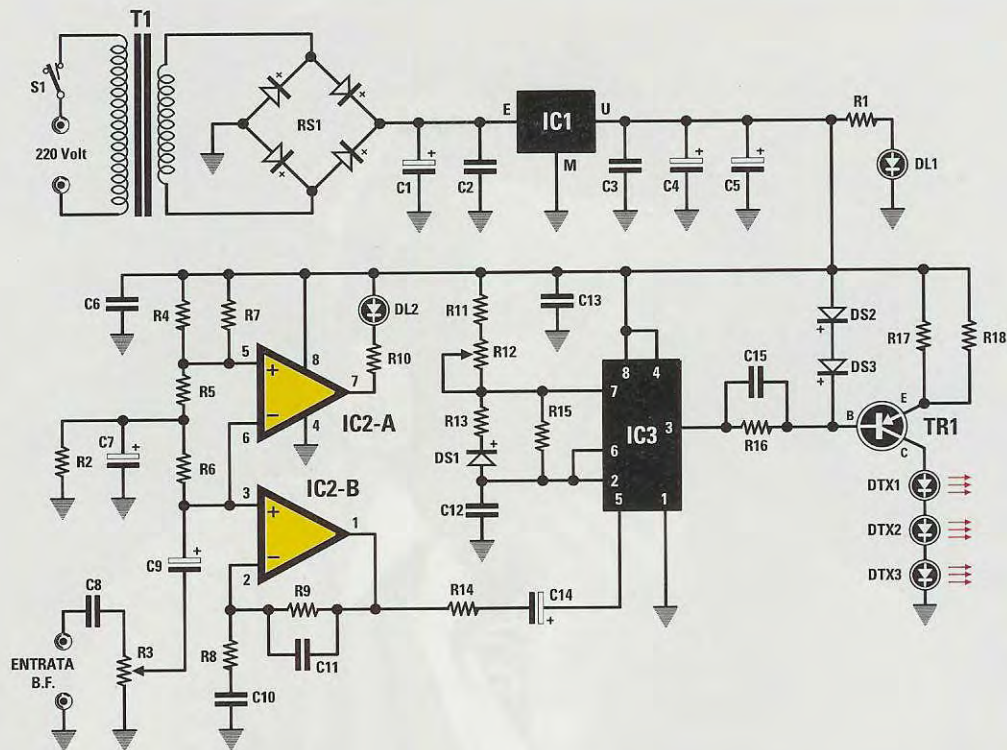 T1
S1
220 Volt
RS1
E
IC1
U
M
C1
+
C2
C3
C4
+
C5
+
R1
DL1
C6
R4
R7
DL2
R10
5
+
8
7
−
6
4
IC2-A
R5
R2
C7
+
R6
IC2-B
3
+
1
−
2
C9
+
C8
R3
ENTRATA
B.F.
R8
R9
C11
C10
R11
R12
R13
DS1
+
C12
R15
C13
8
4
7
IC3
3
6
2
5
1
R14
C14
+
C15
R16
DS2
+
DS3
+
R17
R18
B
E
C
TR1
DTX1
DTX2
DTX3